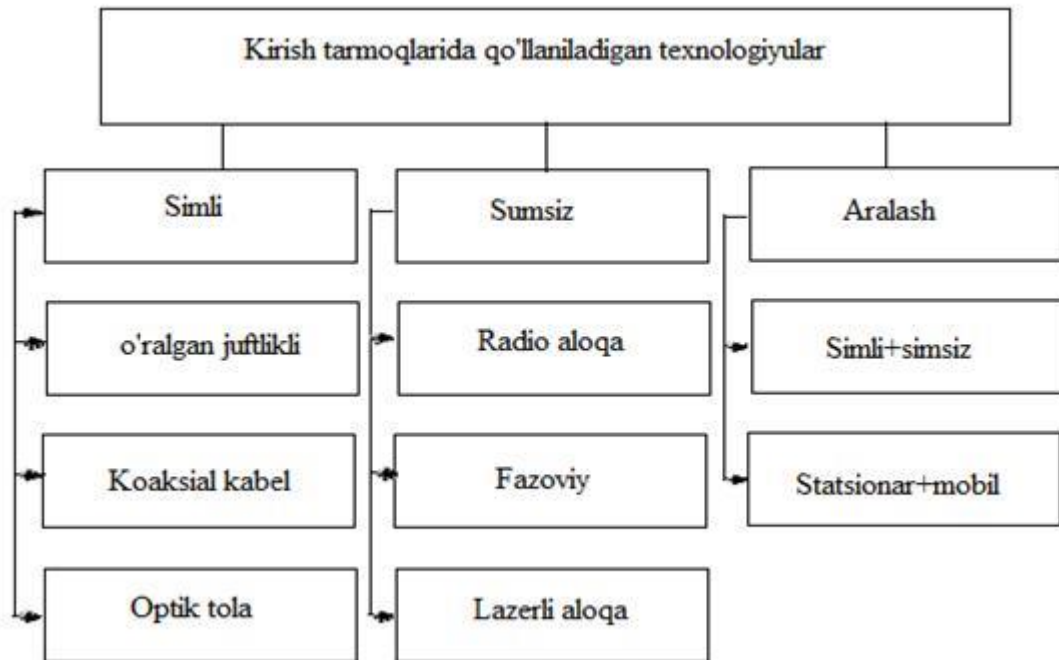 Kirish tarmoqlarida qo'llaniladigan texnologiyular
Simli
o'ralgan juftlikli
Koaksial kabel
Optik tola
Sumsiz
Radio aloqa
Fazoviy
Lazerli aloqa
Aralash
Simli+simsiz
Statsionar+mobil